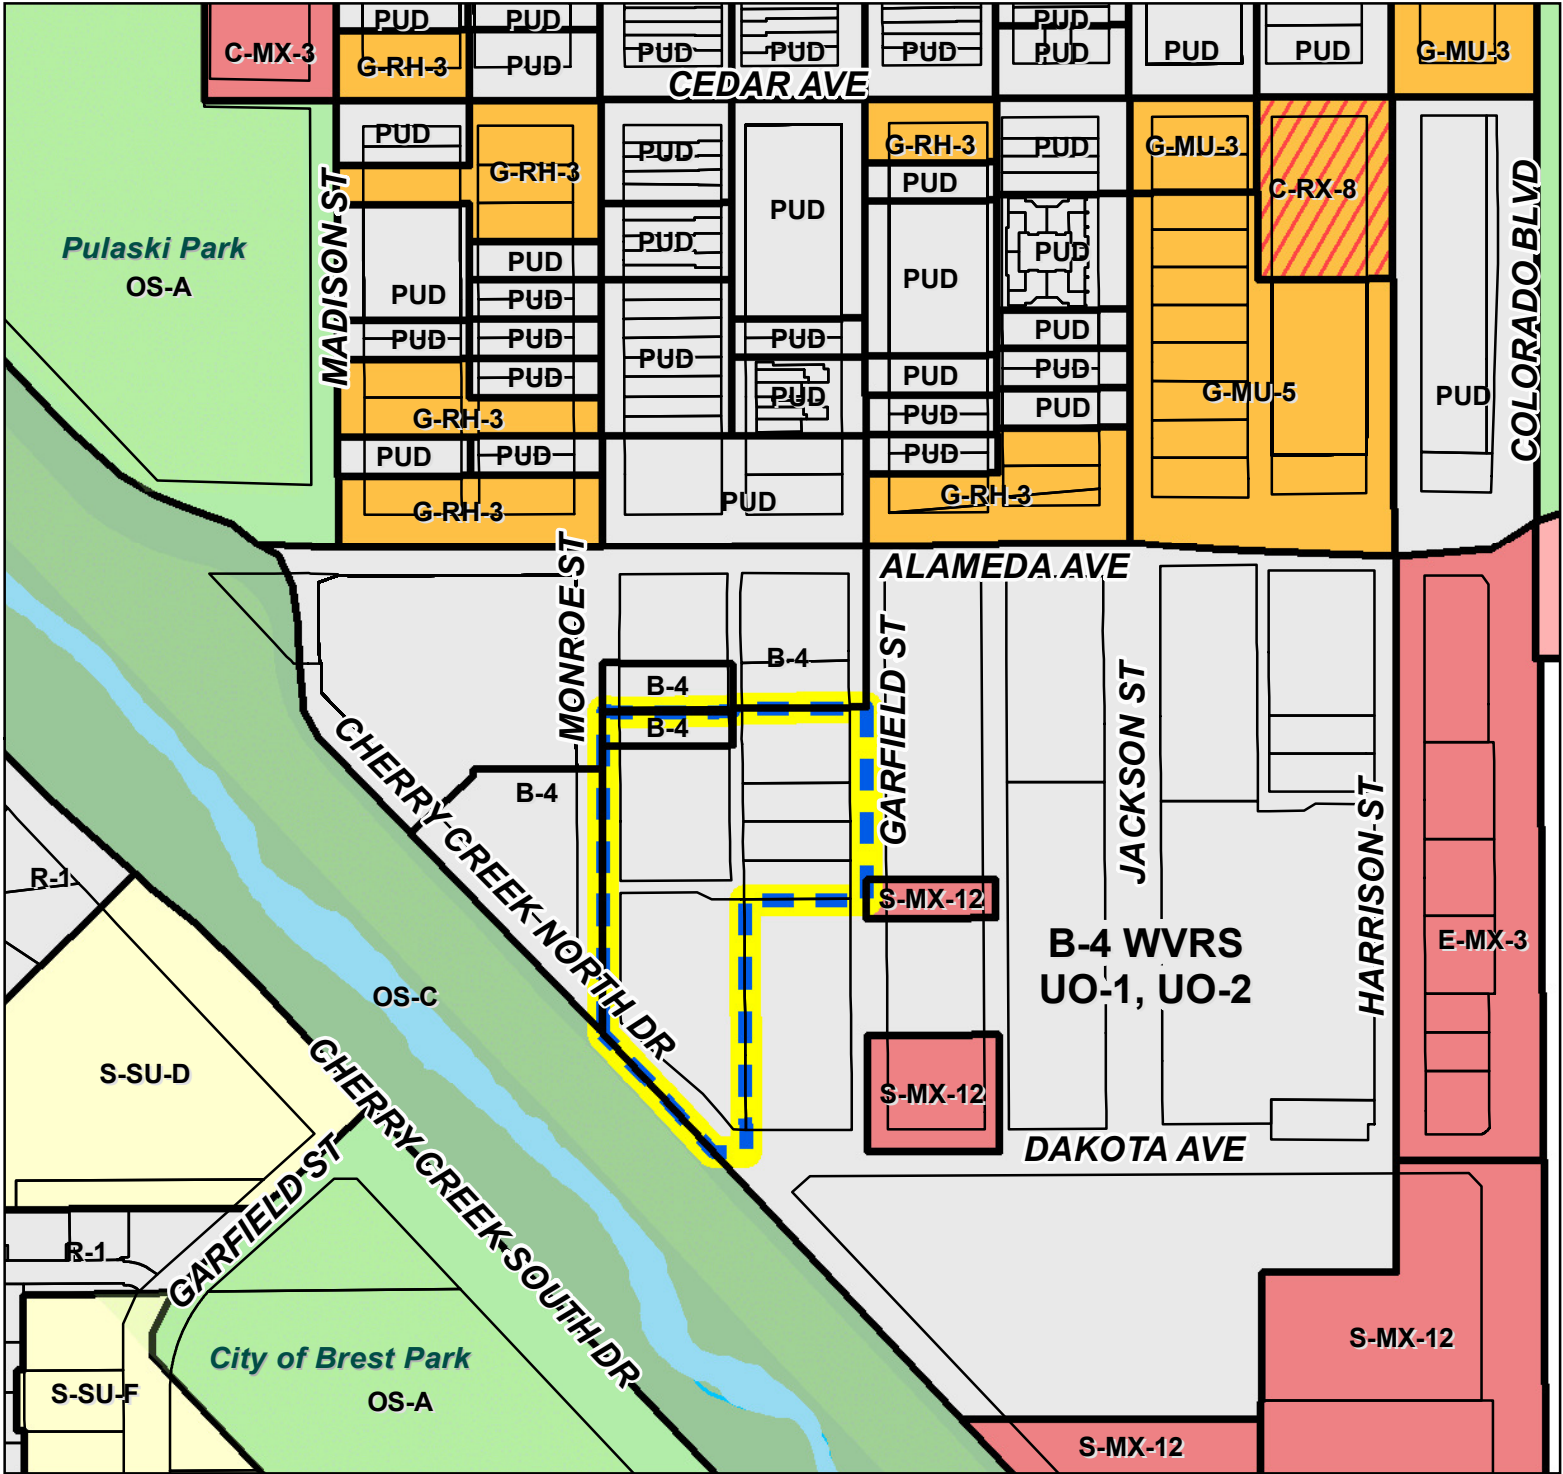 PUD
PUD
PUD
C-MX-3
G-RH-3
PUD
PUD
PUD
PUD
PUD
PUD
PUD
G-MU-3
CEDAR AVE
PUD
G-RH-3
PUD
G-RH-3
PUD
G-MU-3
PUD
C-RX-8
PUD
PUD
PUD
Pulaski Park
OS-A
MADISON ST
COLORADO BLVD
PUD
PUD
PUD
PUD
PUD
PUD
PUD
PUD
PUD
PUD
PUD
PUD
PUD
PUD
G-MU-5
PUD
PUD
PUD
PUD
G-RH-3
PUD
PUD
PUD
PUD
G-RH-3
PUD
G-RH-3
ALAMEDA AVE
MONROE ST
B-4
B-4
B-4
GARFIELD ST
JACKSON ST
B-4
CHERRY CREEK NORTH DR
HARRISON ST
R-1
S-MX-12
B-4 WVRS
UO-1, UO-2
E-MX-3
OS-C
S-SU-D
S-MX-12
CHERRY CREEK SOUTH DR
DAKOTA AVE
GARFIELD ST
R-1
City of Brest Park
OS-A
S-SU-F
S-MX-12
S-MX-12